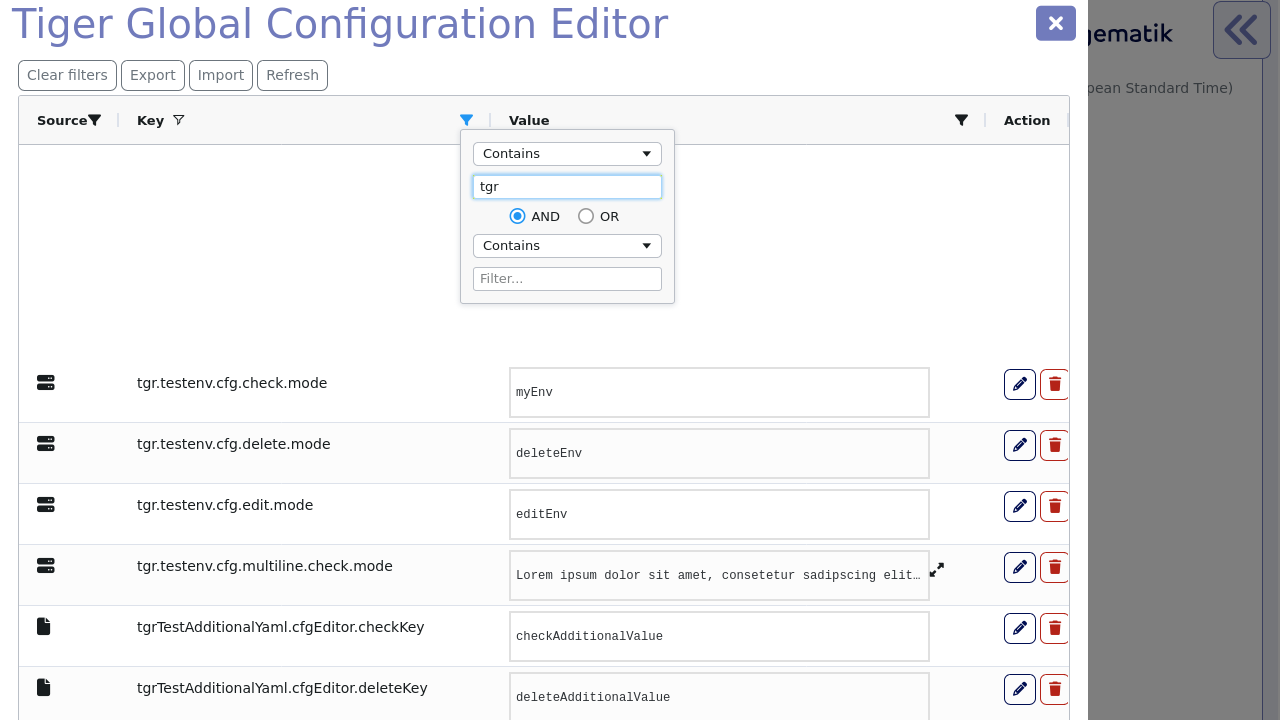 Tiger Global Configuration Editor
gematik
Clear filters Export Import Refresh
pean Standard Time)
Source Key Value Action
Contains
tgr
AND OR
Contains
Filter...
tgr.testenv.cfg.check.mode myEnv
tgr.testenv.cfg.delete.mode deleteEnv
tgr.testenv.cfg.edit.mode editEnv
tgr.testenv.cfg.multiline.check.mode Lorem ipsum dolor sit amet, consetetur sadipscing elit…
tgrTestAdditionalYaml.cfgEditor.checkKey checkAdditionalValue
tgrTestAdditionalYaml.cfgEditor.deleteKey deleteAdditionalValue